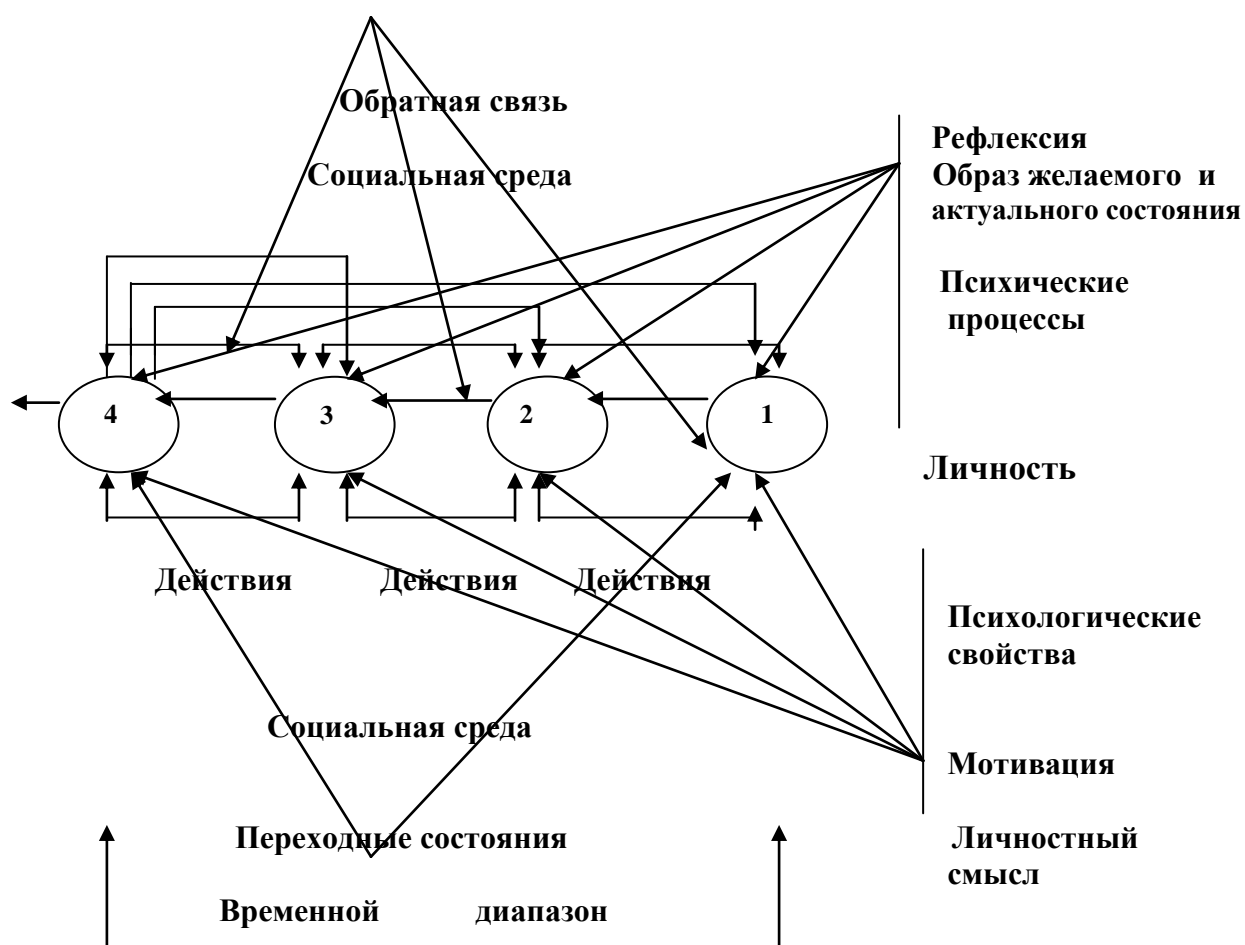 Обратная связь
Социальная среда
Рефлексия
Образ желаемого и
актуального состояния
Психические
процессы
4
3
2
1
Личность
Действия Действия Действия
Психологические
свойства
Социальная среда
Мотивация
Переходные состояния
Личностный
смысл
Временной диапазон